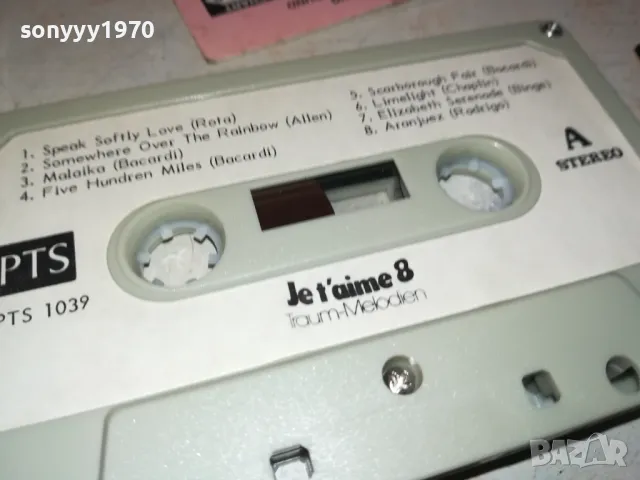 sonyyy1970
1. Speak Softly Love (Rota)
2. Somewhere Over The Rainbow (Allen)
3. Malaika (Bacardi)
4. Five Hundren Miles (Bacardi)
5. Scarborough Fair (Bacardi)
6. Limelight (Chaplin)
7. Elizabeth Serenade (Binge)
8. Aranjuez (Rodrigo)
A
STEREO
PTS
PTS 1039
Je t'aime 8
Traum-Melodien
BAZAR